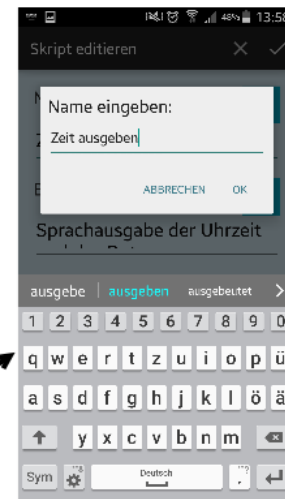 48% 13:58
Skript editieren
Name eingeben:
Zeit ausgeben
ABBRECHEN OK
Sprachausgabe der Uhrzeit
ausgebe ausgeben ausgebeutet
1 2 3 4 5 6 7 8 9 0
q w e r t z u i o p ü
a s d f g h j k l ö ä
y x c v b n m
Sym Deutsch